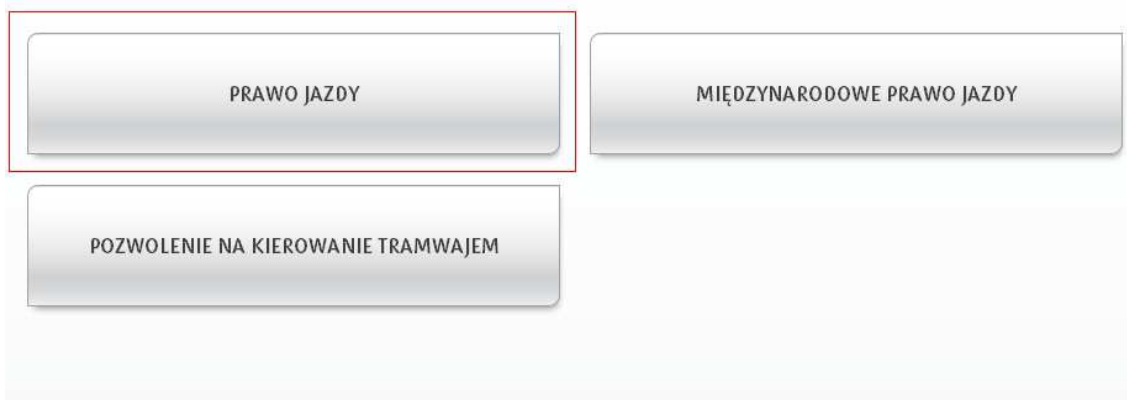 PRAWO JAZDY
MIĘDZYNARODOWE PRAWO JAZDY
POZWOLENIE NA KIEROWANIE TRAMWAJEM